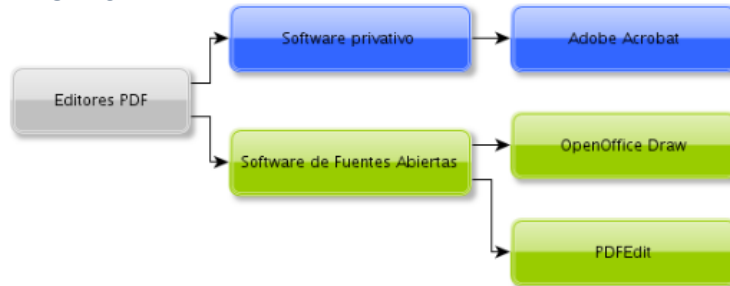 Software privativo
Adobe Acrobat
Editores PDF
Software de Fuentes Abiertas
OpenOffice Draw
PDFEdit